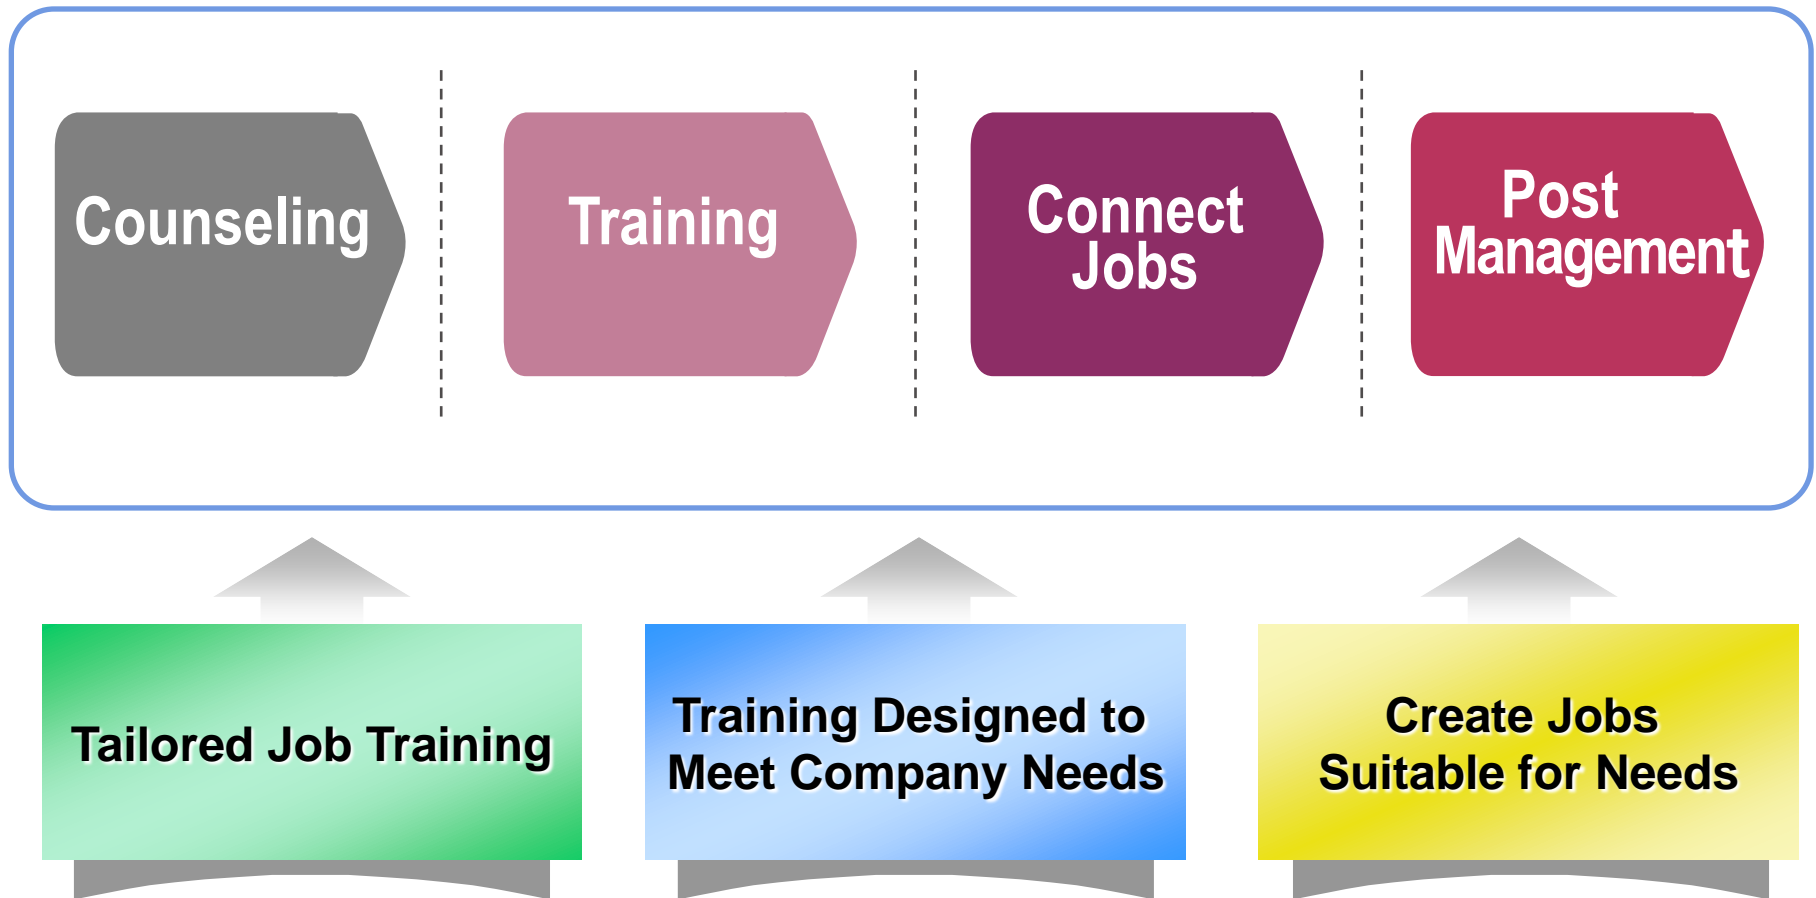 Counseling
Training
Connect
Jobs
Post
Management
Tailored Job Training
Training Designed to
Meet Company Needs
Create Jobs
Suitable for Needs